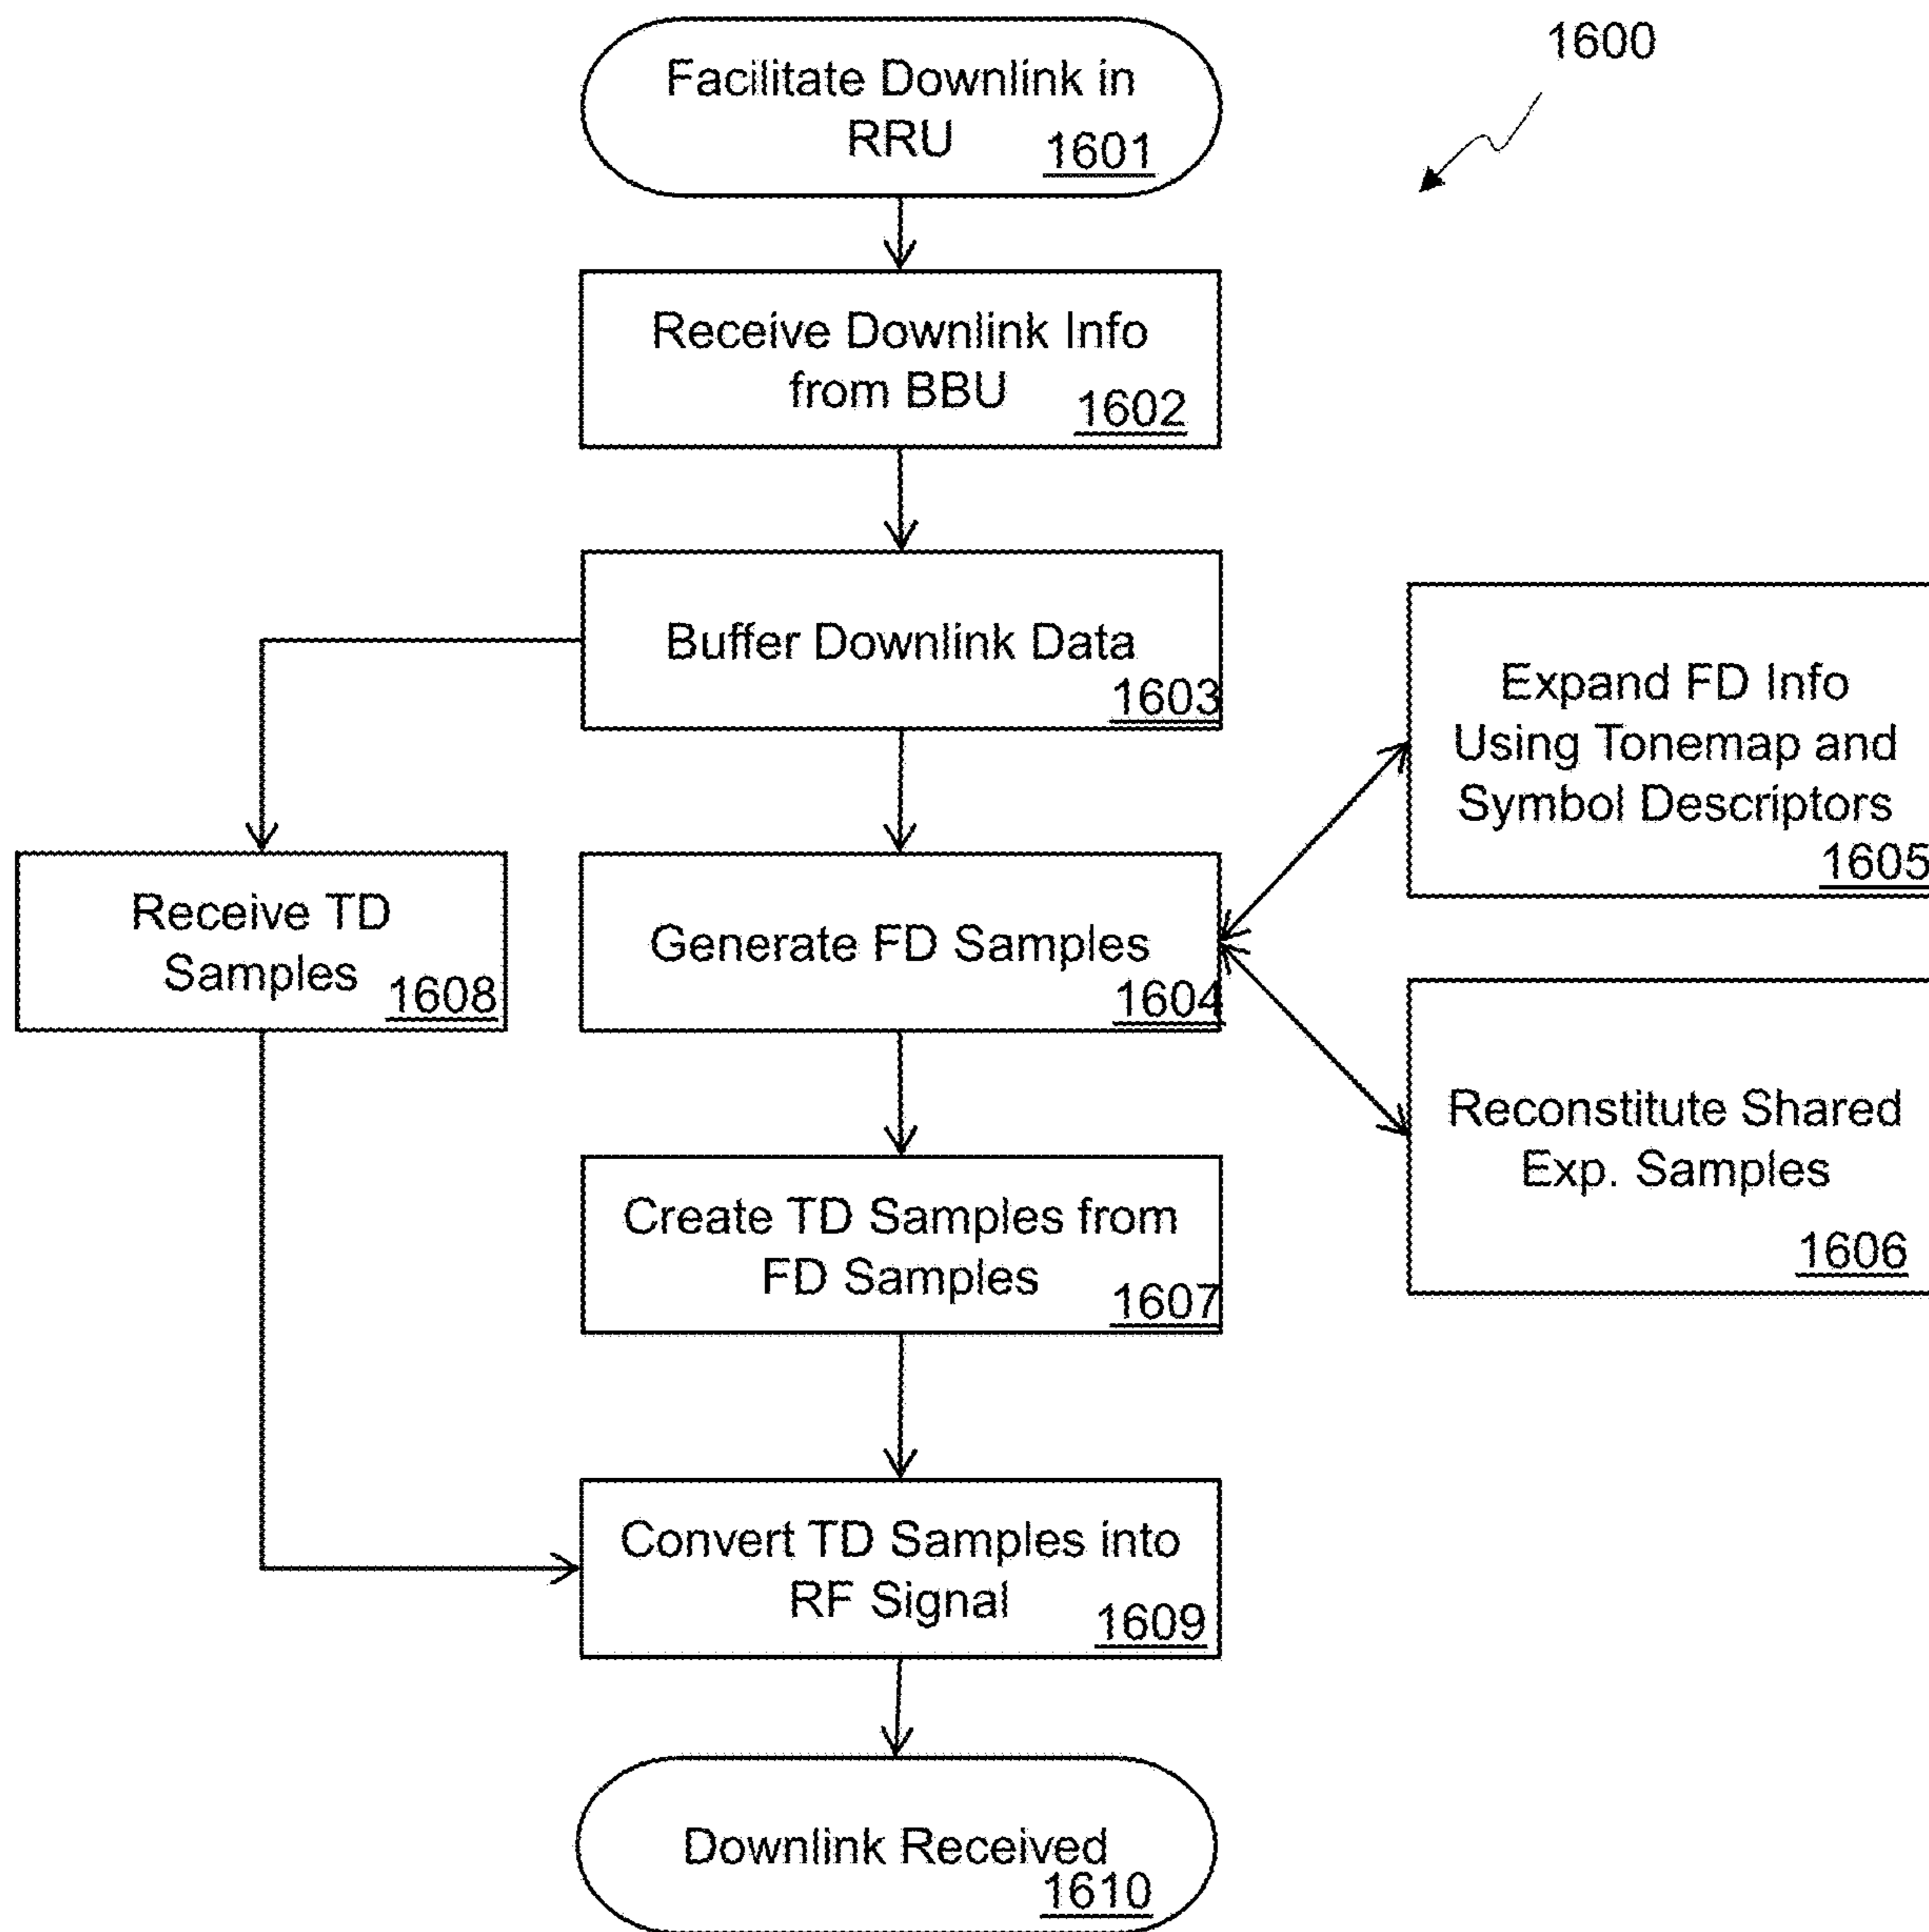 1600
Facilitate Downlink in
RRU
1601
Receive Downlink Info
from BBU
1602
Buffer Downlink Data
1603
Expand FD Info
Using Tonemap and
Symbol Descriptors
1605
Receive TD
Samples
1608
Generate FD Samples
1604
Reconstitute Shared
Exp. Samples
1606
Create TD Samples from
FD Samples
1607
Convert TD Samples into
RF Signal
1609
Downlink Received
1610